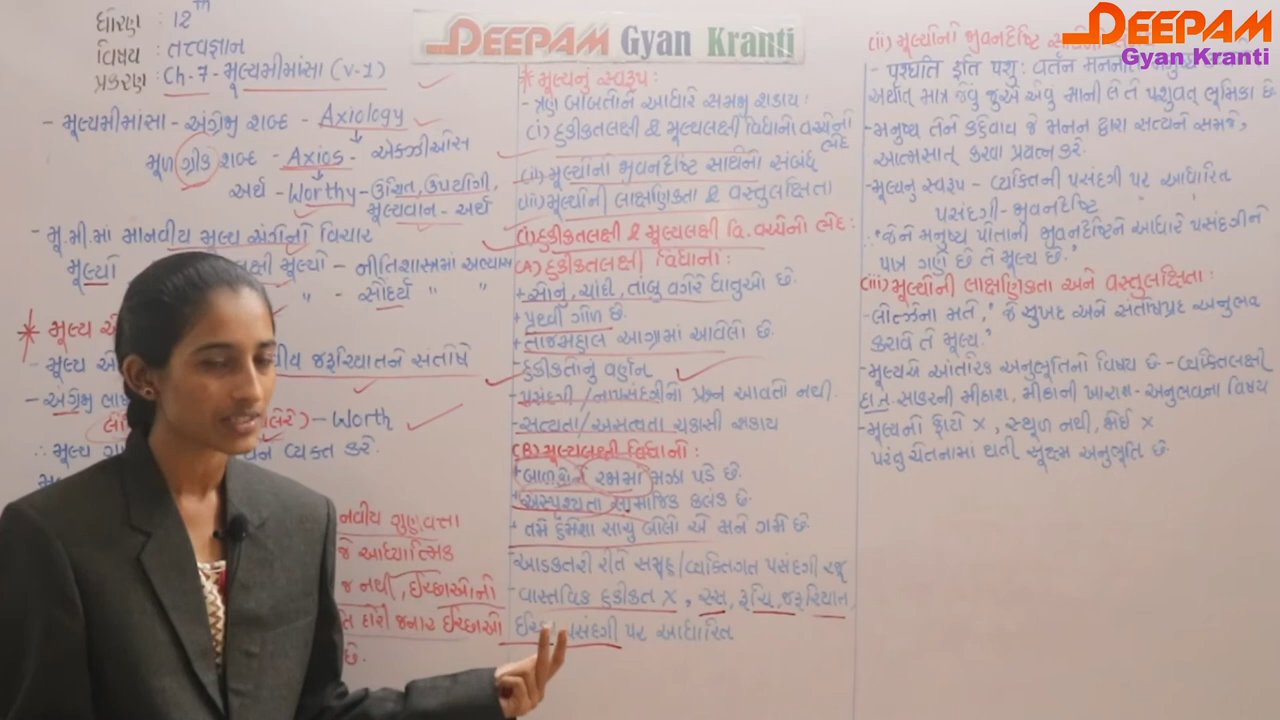 DEEPAM Gyan Kranti
DEEPAM
Gyan Kranti
ધોરણ : 12th
વિષય : તત્ત્વજ્ઞાન
પ્રકરણ : Ch-7 - મૂલ્યમીમાંસા (V-1)
- મૂલ્યમીમાંસા - અંગ્રેજી શબ્દ - Axiology
મૂળ ગ્રીક શબ્દ - Axios - એક્ઝીઓસ
અર્થ - Worthy - ઉચિત, ઉપયોગી,
મૂલ્યવાન - અર્થ
- મૂ.મી.માં માનવીય મૂલ્ય અંગેનો વિચાર
મૂલ્યો લક્ષી મૂલ્યો - નીતિશાસ્ત્રમાં અભ્યાસ
" - સૌંદર્ય " "
* મૂલ્ય
- મૂલ્ય એ જરૂરિયાતને સંતોષે
- અંગ્રેજી - Worth
∴ મૂલ્ય વ્યક્ત કરે.
નવીય ગુણવત્તા
જે આધ્યાત્મિક
જ નથી, ઈચ્છાઓનો
દોરી જનાર ઈચ્છાઓ
છે.
* મૂલ્યનું સ્વરૂપ :
- ત્રણ બાબતોને આધારે સમજી શકાય :
(i) હકીકતલક્ષી & મૂલ્યલક્ષી વિધાનો વચ્ચેનો ભેદ
(ii) મૂલ્યોનો જીવનદૃષ્ટિ સાથેનો સંબંધ
(iii) મૂલ્યોની લાક્ષણિકતા & વસ્તુલક્ષિતા
(i) હકીકતલક્ષી & મૂલ્યલક્ષી વિ. વચ્ચેનો ભેદ :
(A) હકીકતલક્ષી વિધાનો :
+ સોનુ, ચાંદી, તાંબુ વગેરે ધાતુઓ છે.
+ પૃથ્વી ગોળ છે.
+ તાજમહાલ આગ્રામાં આવેલો છે.
- હકીકતોનું વર્ણન
- પસંદગી / નાપસંદગીનો પ્રશ્ન આવતો નથી.
- સત્યતા / અસત્યતા ચકાસી શકાય
(B) મૂલ્યલક્ષી વિધાનો :
+ બાળકોને રમવામાં મઝા પડે છે.
+ અસ્પૃશ્યતા સામાજિક કલંક છે.
+ તમે હંમેશા સાચુ બોલો એ મને ગમે છે.
- આડકતરી રીતે સમૂહ / વ્યક્તિગત પસંદગી રજૂ
- વાસ્તવિક હકીકત X, રસ, રૂચિ, જરૂરિયાત,
પસંદગી પર આધારિત
(ii) મૂલ્યોનો જીવનદૃષ્ટિ
- પશ્યતિ ઇતિ પશુ : વર્તન
અર્થાત્ માત્ર જેવું જુએ એવું માની લે તે પશુવત્ ભૂમિકા છે.
- મનુષ્ય તેને કહેવાય જે મનન દ્વારા સત્યને સમજે,
આત્મસાત્ કરવા પ્રયત્ન કરે.
- મૂલ્યનું સ્વરૂપ - વ્યક્તિની પસંદગી પર આધારિત
પસંદગી - જીવનદૃષ્ટિ " "
∴ "જેને મનુષ્ય પોતાની જીવનદૃષ્ટિને આધારે પસંદગીને
પાત્ર ગણે છે તે મૂલ્ય છે."
(iii) મૂલ્યોની લાક્ષણિકતા અને વસ્તુલક્ષિતા :
- લોત્ઝેના મતે, "જે સુખદ અને સંતોષપ્રદ અનુભવ
કરાવે તે મૂલ્ય."
- મૂલ્ય એ આંતરિક અનુભૂતિનો વિષય છે - વ્યક્તિલક્ષી
દા.ત. સાકરની મીઠાશ, મીઠાની ખારાશ - અનુભવના વિષય
- મૂલ્યનો ફોટો X, સ્થૂળ નથી, જોઈ X
પરંતુ ચેતનામાં થતી સૂક્ષ્મ અનુભૂતિ છે.